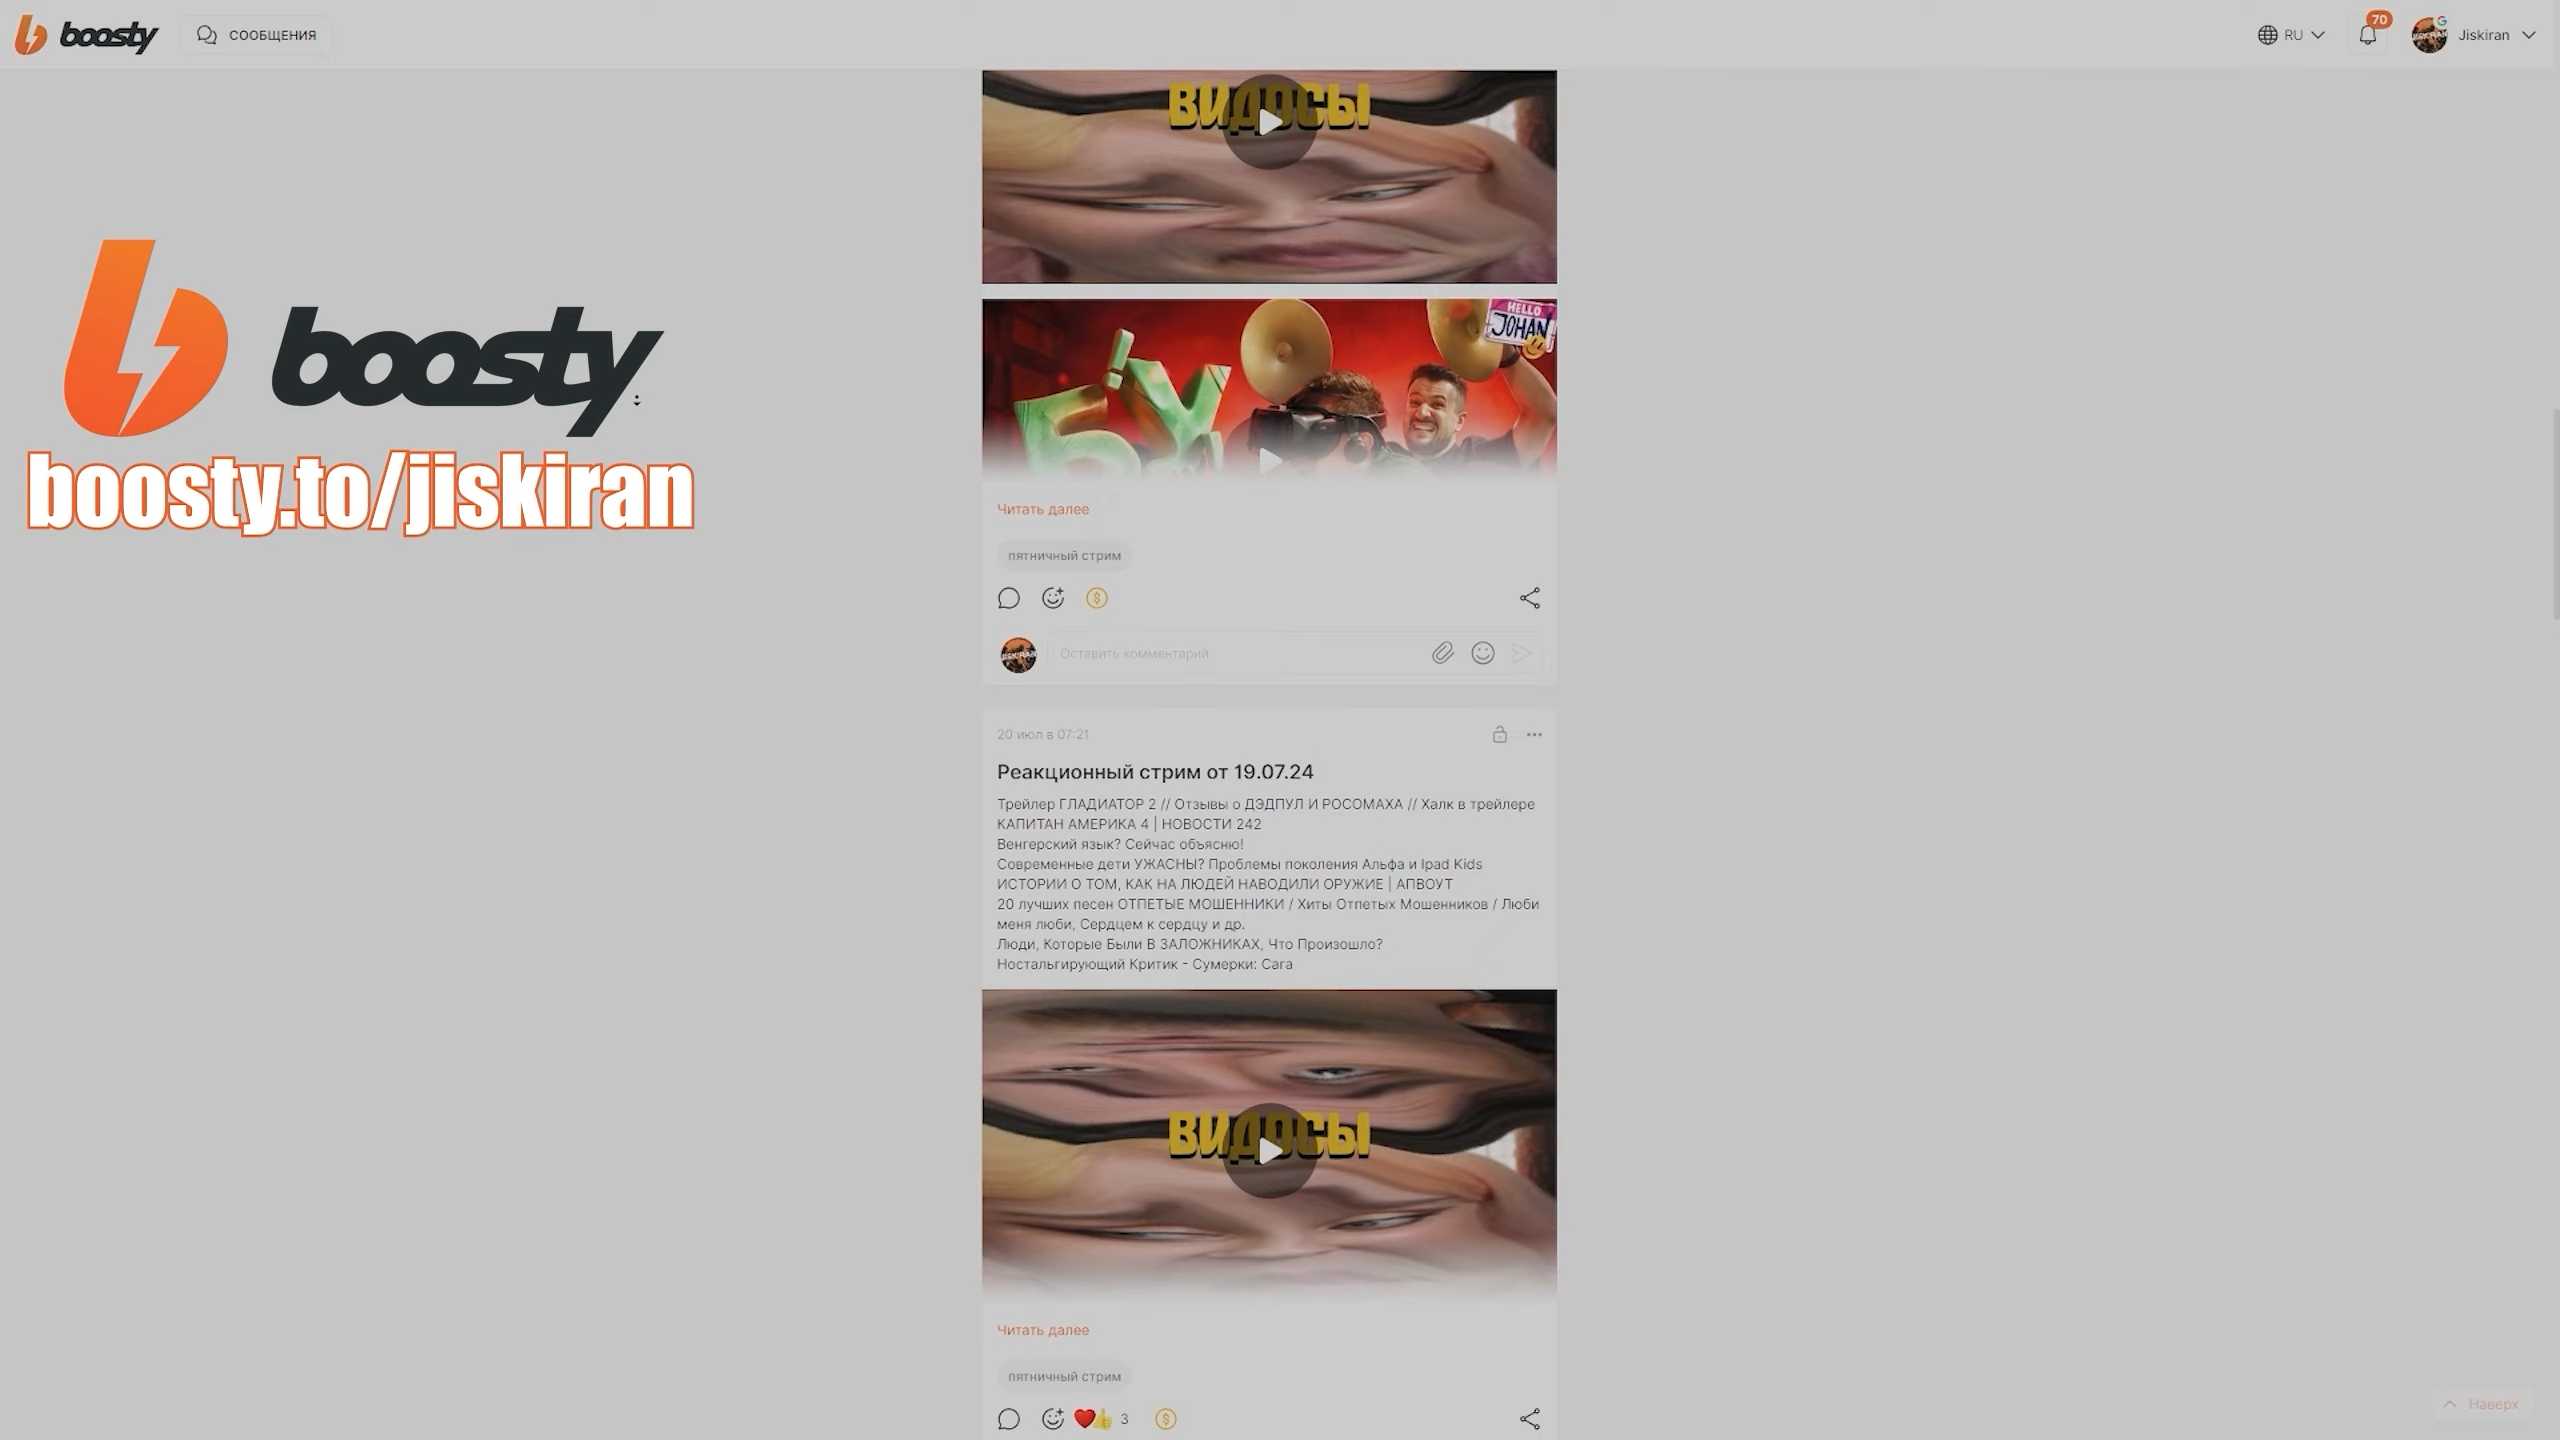 boosty
СООБЩЕНИЯ
RU
70
Jiskiran
ВИДОСЫ
boosty
boosty.to/jiskiran
HELLO
JOHAN
БУ!
Читать далее
пятничный стрим
Оставить комментарий
20 июл в 07:21
Реакционный стрим от 19.07.24
Трейлер ГЛАДИАТОР 2 // Отзывы о ДЭДПУЛ И РОСОМАХА // Халк в трейлере
КАПИТАН АМЕРИКА 4 | НОВОСТИ 242
Венгерский язык? Сейчас объясню!
Современные дети УЖАСНЫ? Проблемы поколения Альфа и Ipad Kids
ИСТОРИИ О ТОМ, КАК НА ЛЮДЕЙ НАВОДИЛИ ОРУЖИЕ | АПВОУТ
20 лучших песен ОТПЕТЫЕ МОШЕННИКИ / Хиты Отпетых Мошенников / Люби
меня люби, Сердцем к сердцу и др.
Люди, Которые Были В ЗАЛОЖНИКАХ, Что Произошло?
Ностальгирующий Критик - Сумерки: Сага
ВИДОСЫ
Читать далее
пятничный стрим
3
Наверх